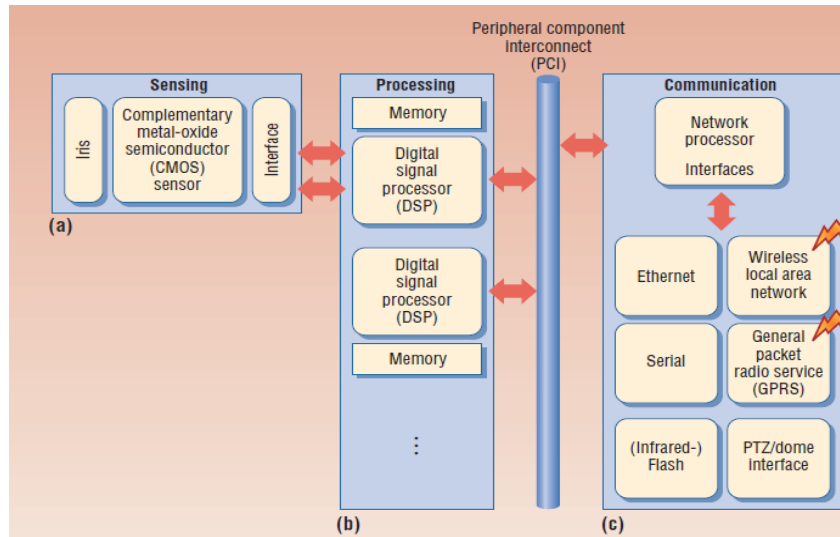 Peripheral component
interconnect
(PCI)
Sensing
Iris
Complementary
metal-oxide
semiconductor
(CMOS)
sensor
Interface
(a)
Processing
Memory
Digital
signal
processor
(DSP)
Digital
signal
processor
(DSP)
Memory
⋮
(b)
Communication
Network
processor
Interfaces
Ethernet
Wireless
local area
network
Serial
General
packet
radio service
(GPRS)
(Infrared-)
Flash
PTZ/dome
interface
(c)